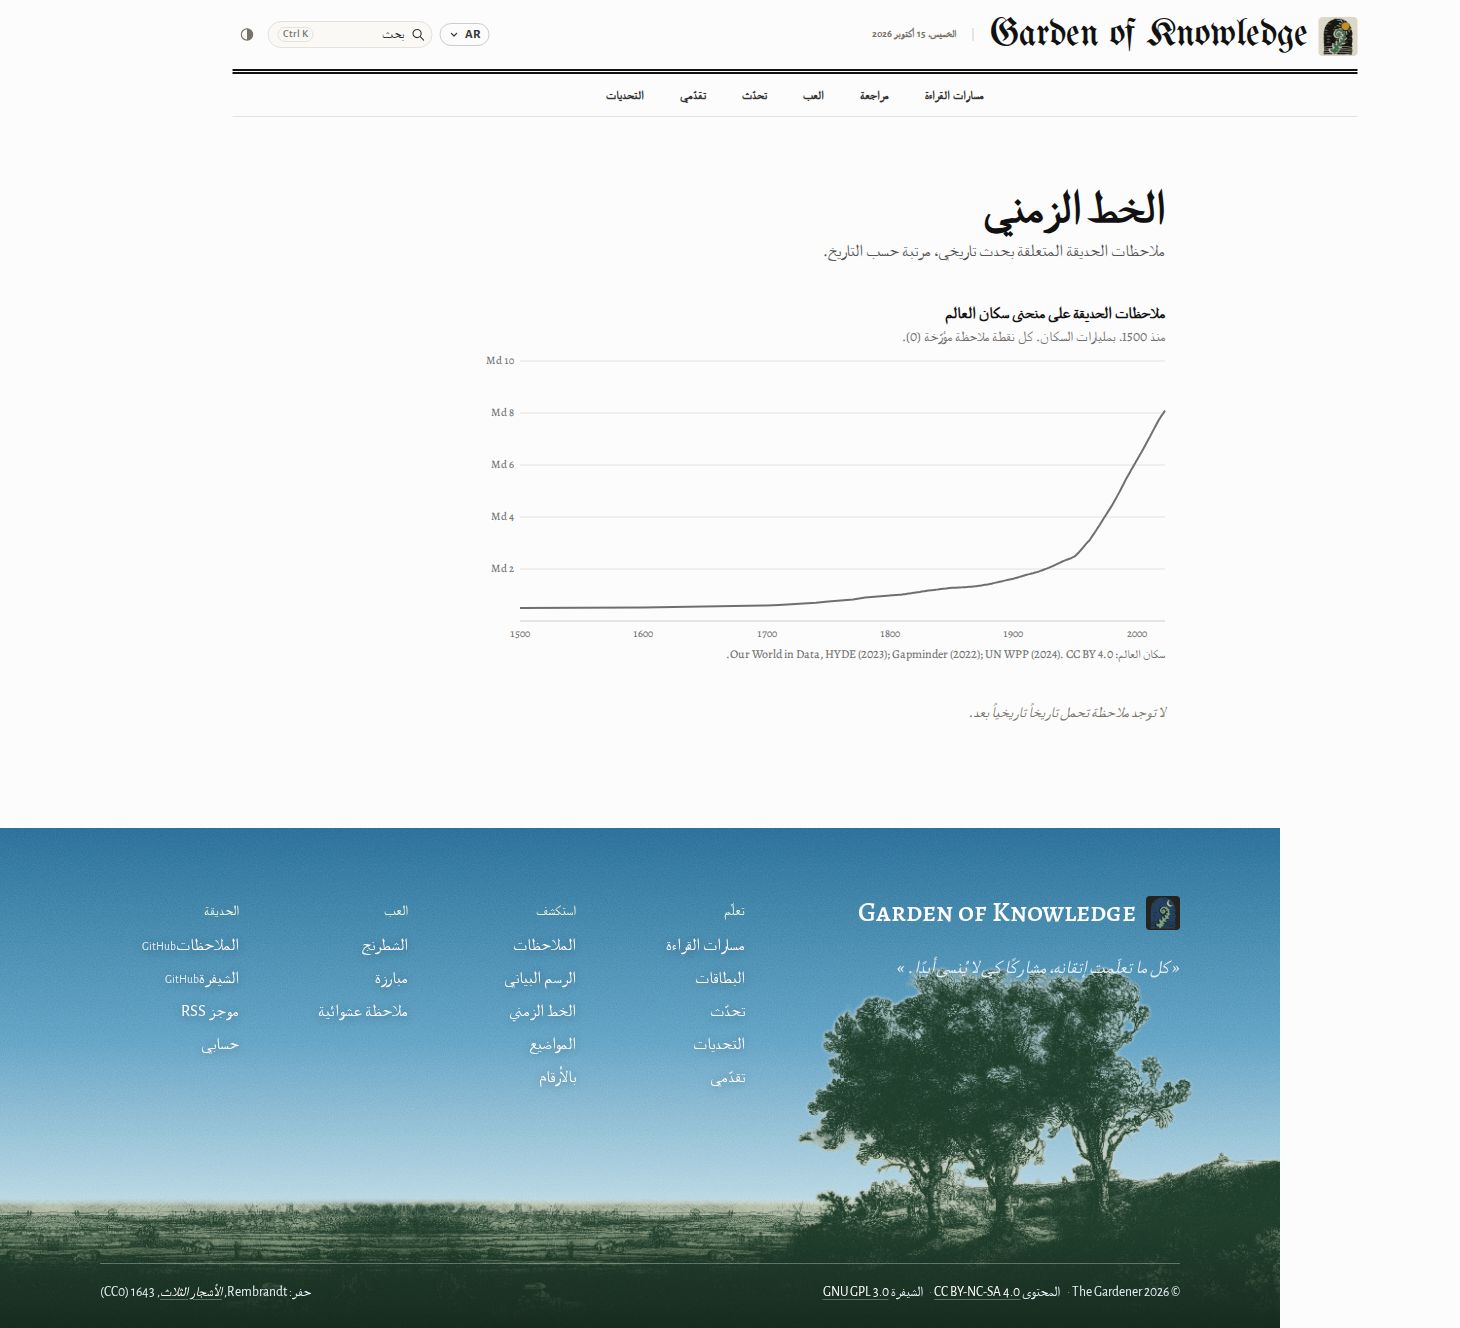 Garden of Knowledge
الخميس، 15 أكتوبر 2026
AR
بحث
Ctrl K
مسارات القراءة
مراجعة
العب
تحدّث
تقدّمي
التحديات
الخط الزمني
ملاحظات الحديقة المتعلقة بحدث تاريخي، مرتبة حسب التاريخ.
ملاحظات الحديقة على منحنى سكان العالم
منذ 1500. بمليارات السكان. كل نقطة ملاحظة مؤرّخة (0).
10 Md
8 Md
6 Md
4 Md
2 Md
1500 1600 1700 1800 1900 2000
سكان العالم: Our World in Data, HYDE (2023); Gapminder (2022); UN WPP (2024). CC BY 4.0.
لا توجد ملاحظة تحمل تاريخاً تاريخياً بعد.
Garden of Knowledge
« كل ما تعلّمت إتقانه، مشاركًا كي لا يُنسى أبدًا. »
تعلّم
مسارات القراءة
البطاقات
تحدّث
التحديات
تقدّمي
استكشف
الملاحظات
الرسم البياني
الخط الزمني
المواضيع
بالأرقام
العب
الشطرنج
مبارزة
ملاحظة عشوائية
الحديقة
الملاحظات GitHub
الشيفرة GitHub
موجز RSS
حسابي
© 2026 The Gardener · المحتوى CC BY-NC-SA 4.0 · الشيفرة GNU GPL 3.0
حفر: Rembrandt, الأشجار الثلاث, 1643 (CC0)